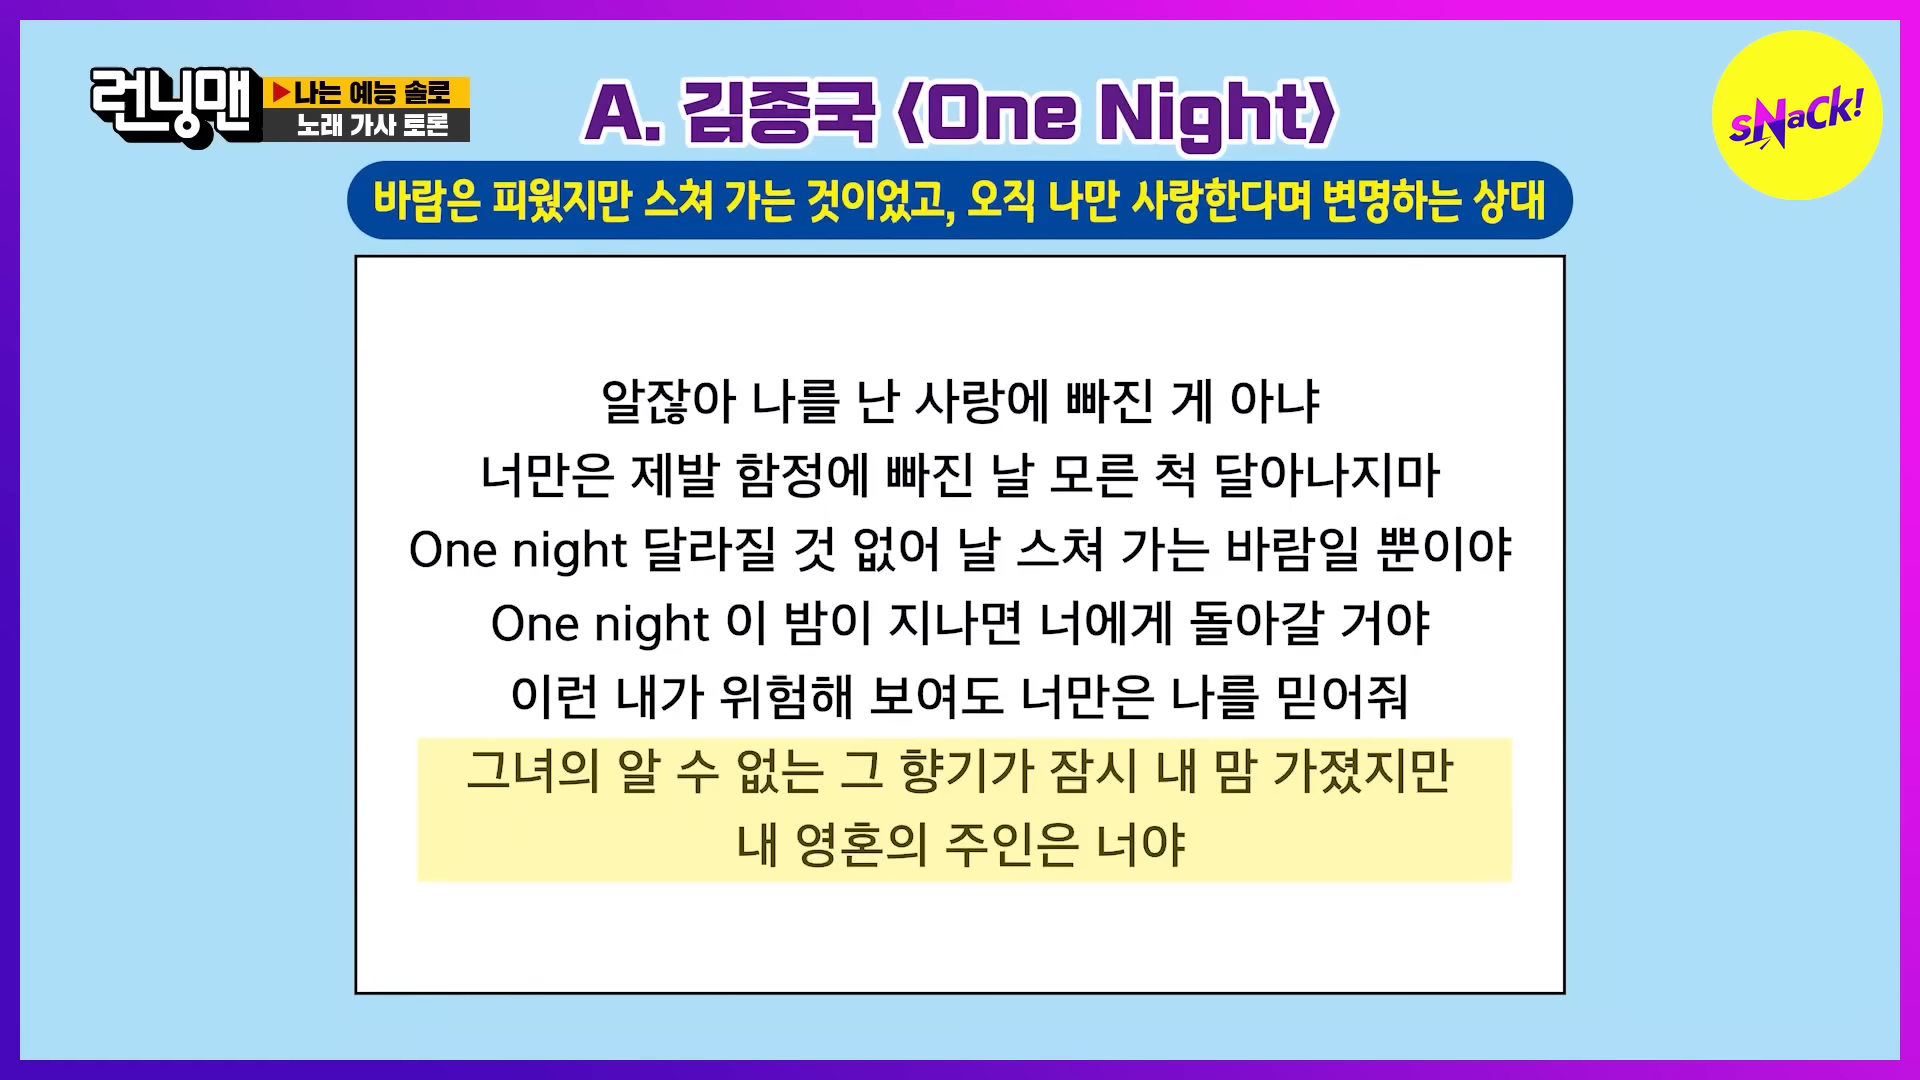 런닝맨
▶나는 예능 솔로
노래 가사 토론
A. 김종국 〈One Night〉
sNacK!
바람은 피웠지만 스쳐 가는 것이었고, 오직 나만 사랑한다며 변명하는 상대
알잖아 나를 난 사랑에 빠진 게 아냐
너만은 제발 함정에 빠진 날 모른 척 달아나지마
One night 달라질 것 없어 날 스쳐 가는 바람일 뿐이야
One night 이 밤이 지나면 너에게 돌아갈 거야
이런 내가 위험해 보여도 너만은 나를 믿어줘
그녀의 알 수 없는 그 향기가 잠시 내 맘 가졌지만
내 영혼의 주인은 너야